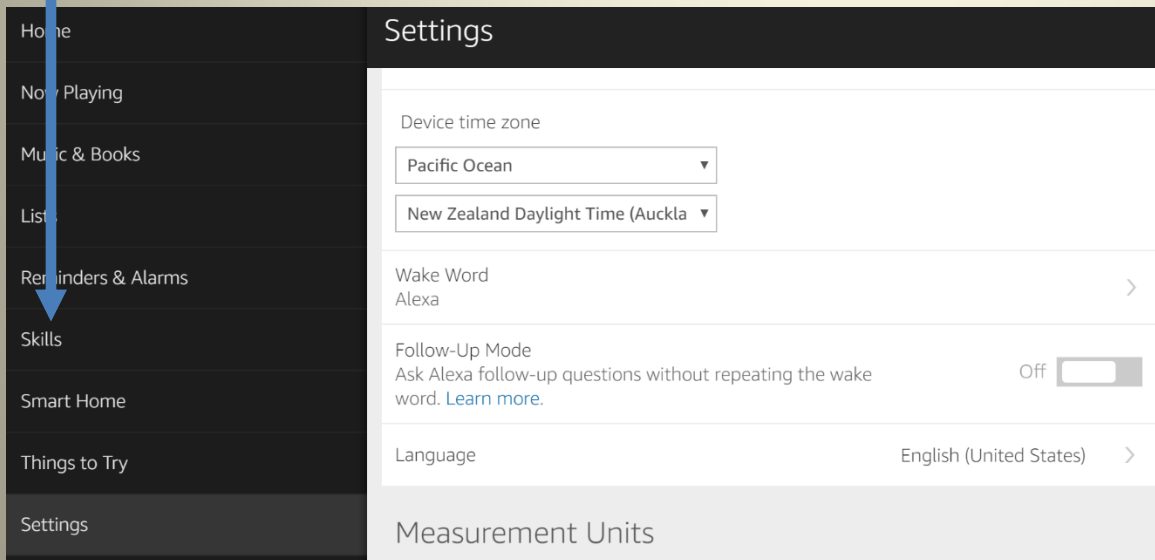 Home
Now Playing
Music & Books
Lists
Reminders & Alarms
Skills
Smart Home
Things to Try
Settings
Settings
Device time zone
Pacific Ocean
New Zealand Daylight Time (Auckla
Wake Word
Alexa
Follow-Up Mode
Ask Alexa follow-up questions without repeating the wake
word. Learn more.
Off
Language
English (United States)
Measurement Units